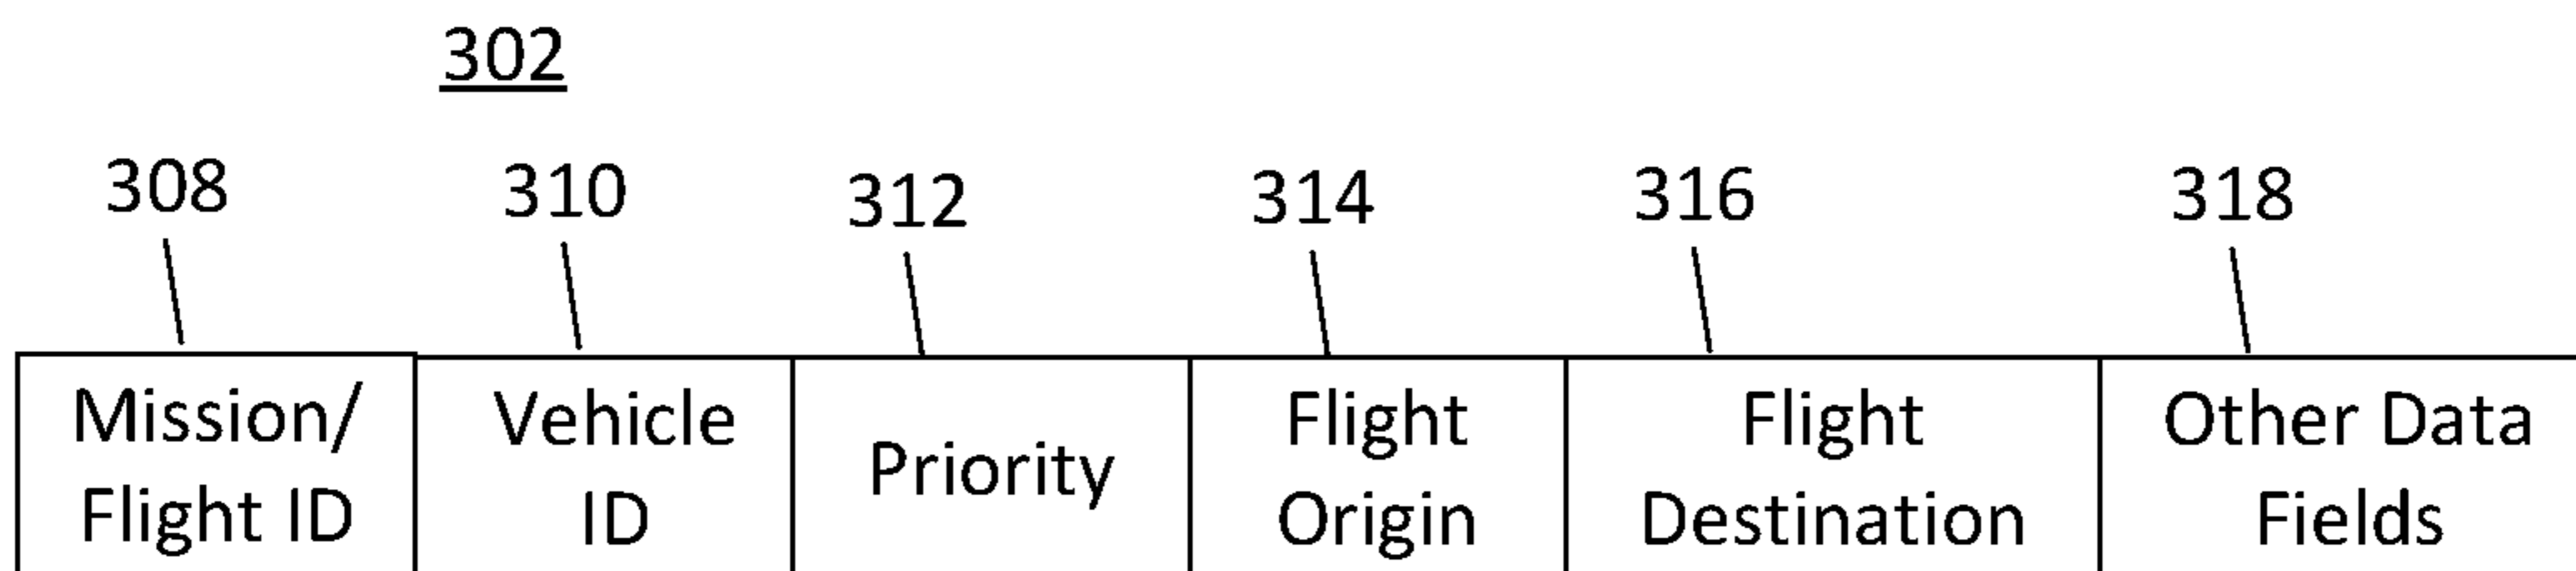 302
308 310 312 314 316 318
Mission/ Vehicle Priority Flight Flight Other Data
Flight ID ID Origin Destination Fields